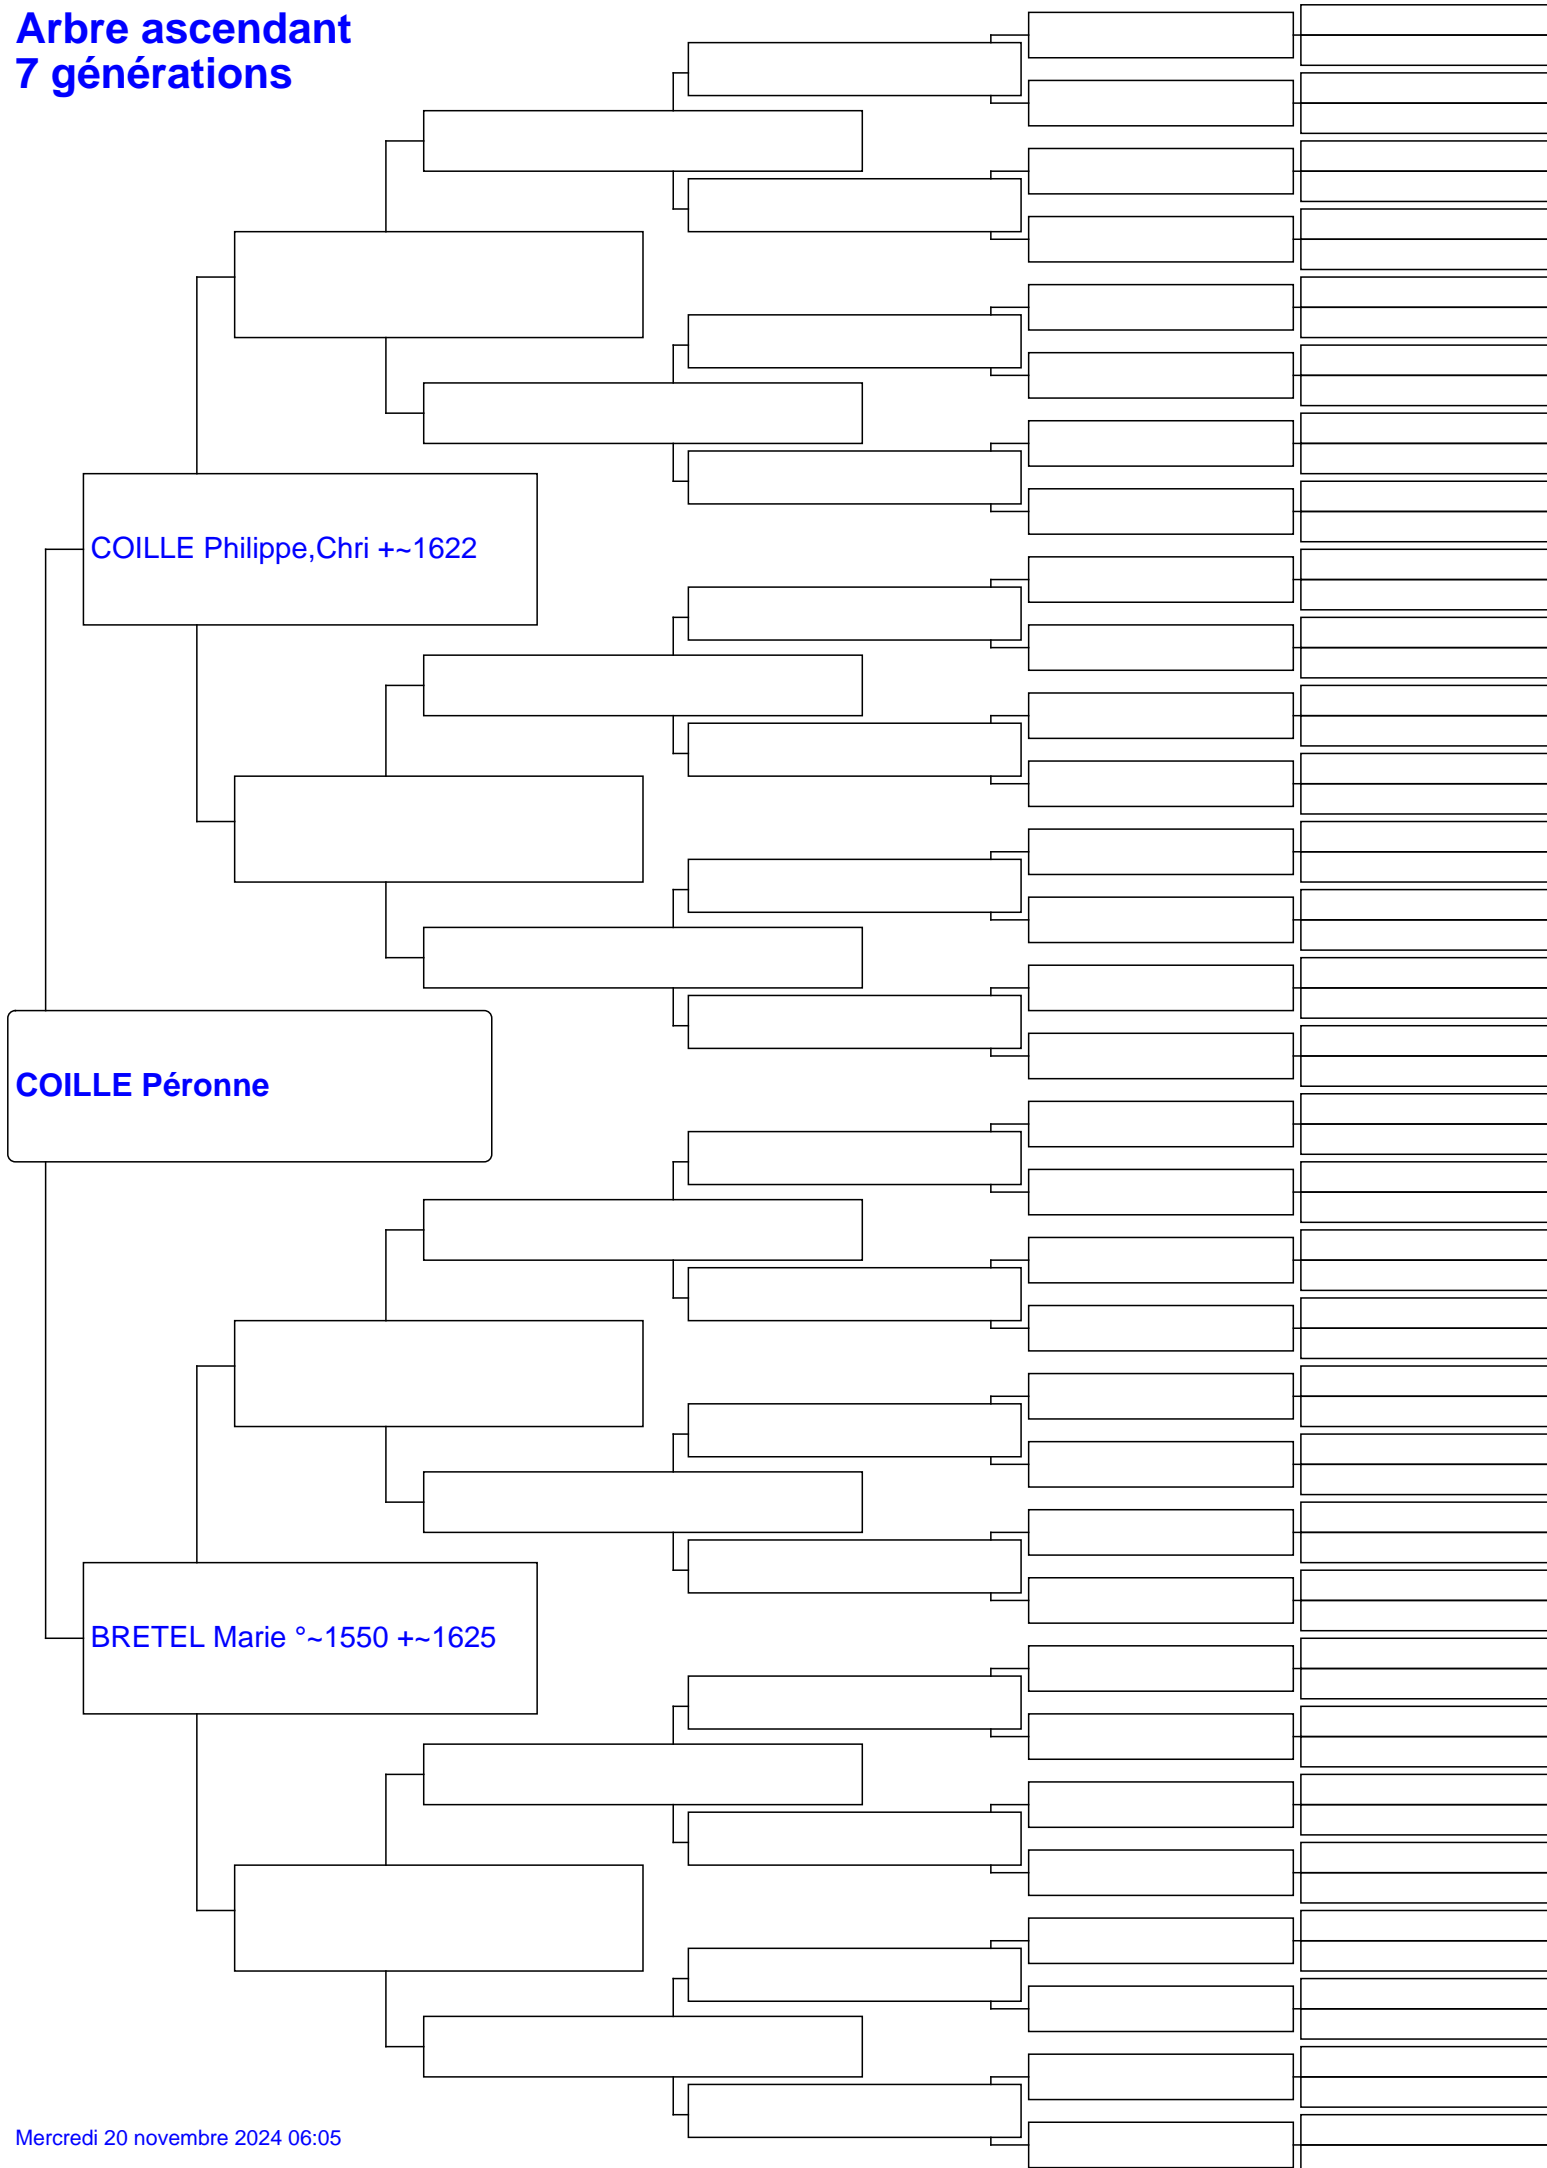 Arbre ascendant
7 générations
COILLE Philippe,Chri +~1622
COILLE Péronne
BRETEL Marie °~1550 +~1625
Mercredi 20 novembre 2024 06:05